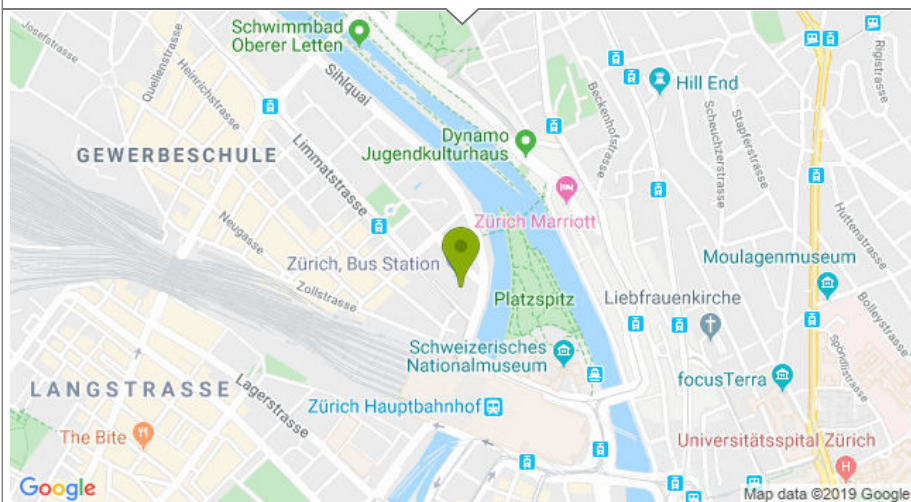 Schwimmbad
Oberer Letten
Josefstrasse
Quellenstrasse
Heinrichstrasse
Sihlquai
Hill End
Rigistrasse
Beckenhofstrasse
Scheuchzerstrasse
Stapferstrasse
Dynamo
Jugendkulturhaus
GEWERBESCHULE
Limmatstrasse
Zürich Marriott
Huttenstrasse
Neugasse
Zürich, Bus Station
Moulagenmuseum
Zollstrasse
Platzspitz
Liebfrauenkirche
Bolleystrasse
Schweizerisches
Nationalmuseum
Spöndlistrasse
focusTerra
LANGSTRASSE
Lagerstrasse
Zürich Hauptbahnhof
The Bite
Universitätsspital Zürich
H
Google
Map data ©2019 Google